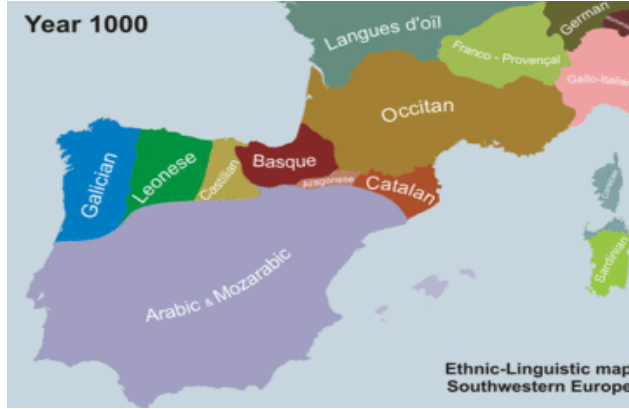 Year 1000
Langues d'oïl
German
Franco - Provençal
Gallo-Italian
Occitan
Galician
Leonese
Castilian
Basque
Aragonese
Catalan
Arabic & Mozarabic
Sardinian
Ethnic-Linguistic map
Southwestern Europe